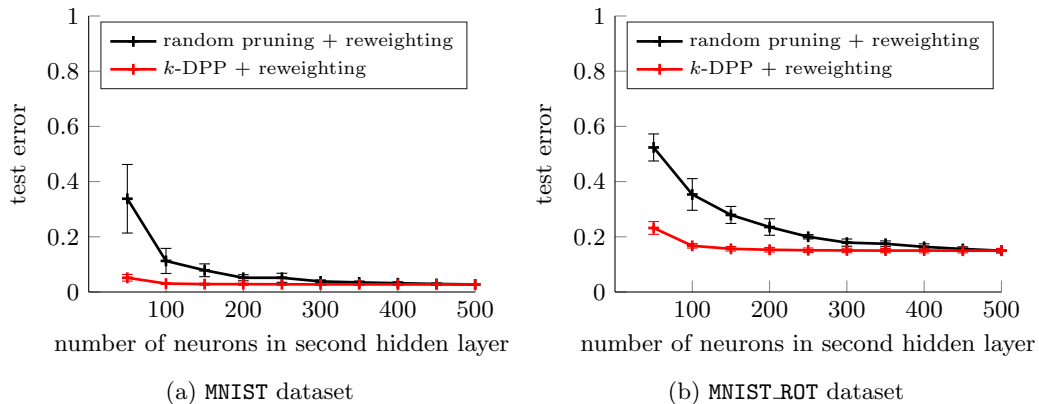 1
0.8
0.6
0.4
0.2
0
test error
random pruning + reweighting
k-DPP + reweighting
100 200 300 400 500
number of neurons in second hidden layer
(a) MNIST dataset
1
0.8
0.6
0.4
0.2
0
test error
random pruning + reweighting
k-DPP + reweighting
100 200 300 400 500
number of neurons in second hidden layer
(b) MNIST_ROT dataset